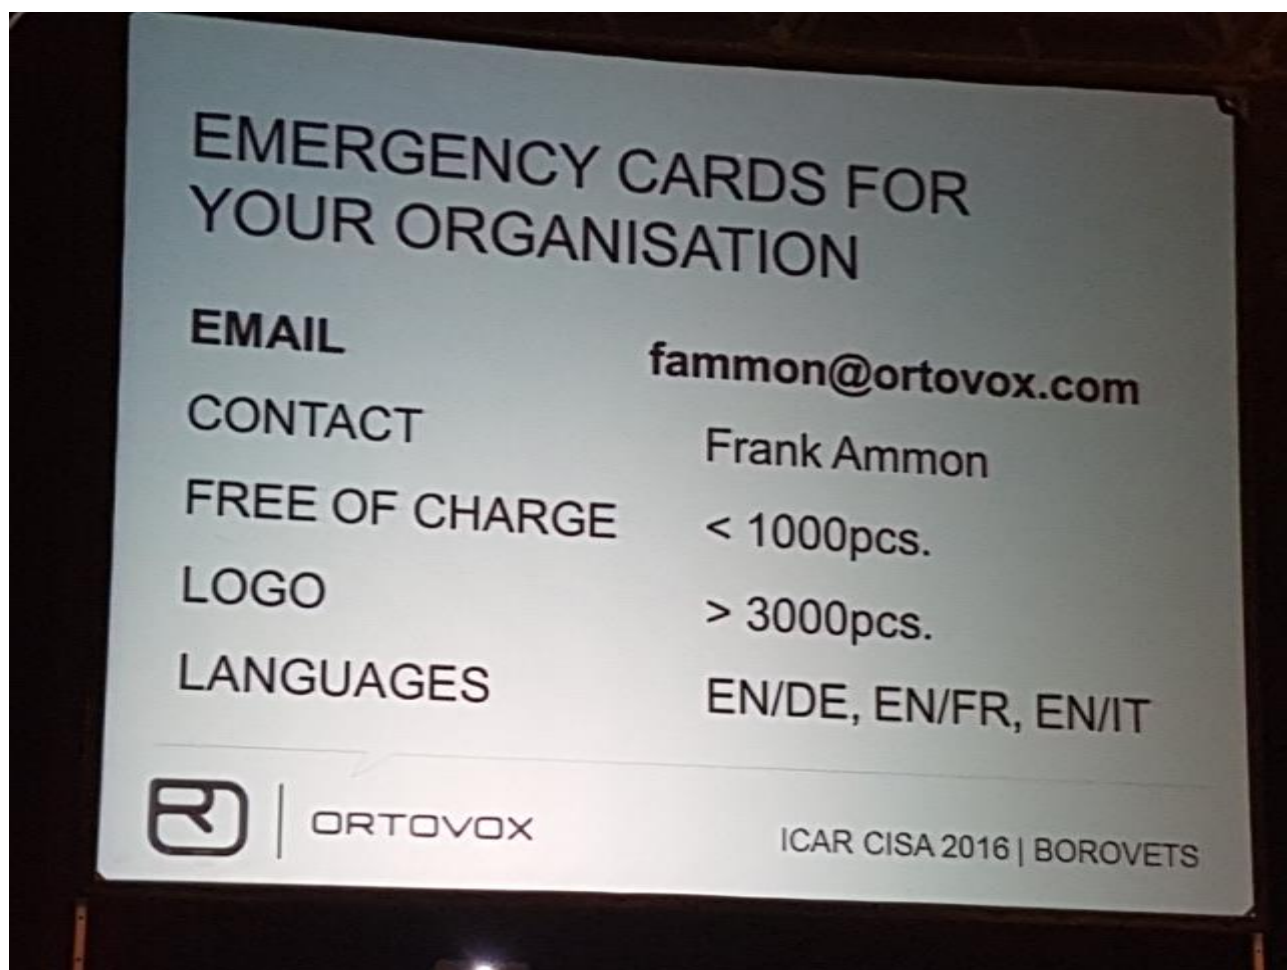 EMERGENCY CARDS FOR
YOUR ORGANISATION
EMAIL fammon@ortovox.com
CONTACT Frank Ammon
FREE OF CHARGE < 1000pcs.
LOGO > 3000pcs.
LANGUAGES EN/DE, EN/FR, EN/IT
ORTOVOX ICAR CISA 2016 | BOROVETS